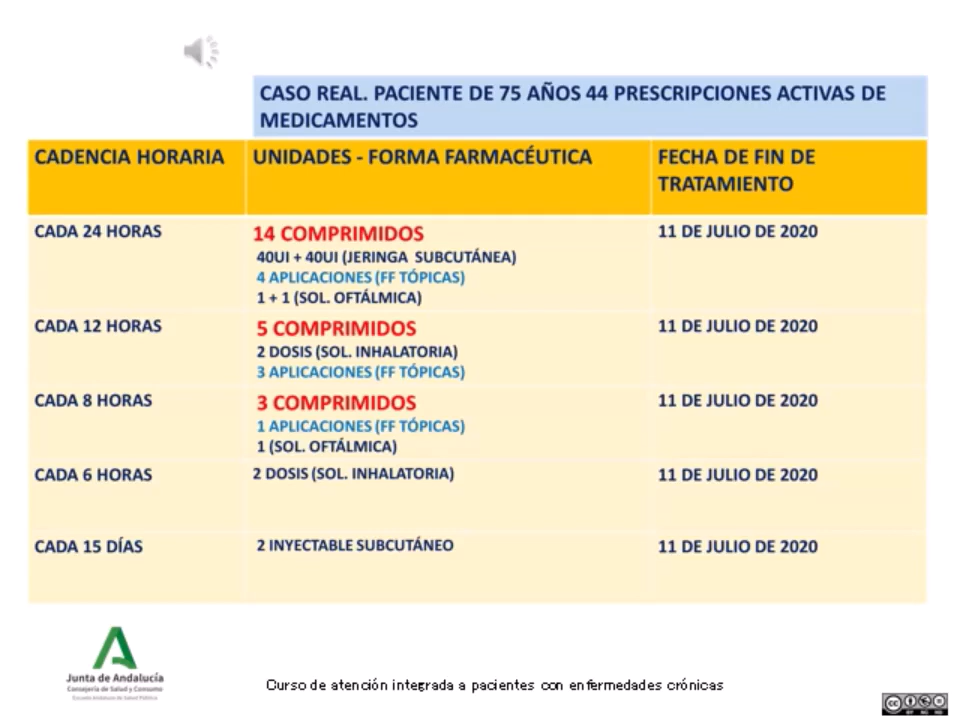 CASO REAL. PACIENTE DE 75 AÑOS 44 PRESCRIPCIONES ACTIVAS DE
MEDICAMENTOS
CADENCIA HORARIA
UNIDADES - FORMA FARMACÉUTICA
FECHA DE FIN DE
TRATAMIENTO
CADA 24 HORAS
14 COMPRIMIDOS
40UI + 40UI (JERINGA SUBCUTÁNEA)
4 APLICACIONES (FF TÓPICAS)
1 + 1 (SOL. OFTÁLMICA)
11 DE JULIO DE 2020
CADA 12 HORAS
5 COMPRIMIDOS
2 DOSIS (SOL. INHALATORIA)
3 APLICACIONES (FF TÓPICAS)
11 DE JULIO DE 2020
CADA 8 HORAS
3 COMPRIMIDOS
1 APLICACIONES (FF TÓPICAS)
1 (SOL. OFTÁLMICA)
11 DE JULIO DE 2020
CADA 6 HORAS
2 DOSIS (SOL. INHALATORIA)
11 DE JULIO DE 2020
CADA 15 DÍAS
2 INYECTABLE SUBCUTÁNEO
11 DE JULIO DE 2020
Junta de Andalucía
Consejería de Salud y Consumo
Escuela Andaluza de Salud Pública
Curso de atención integrada a pacientes con enfermedades crónicas
cc